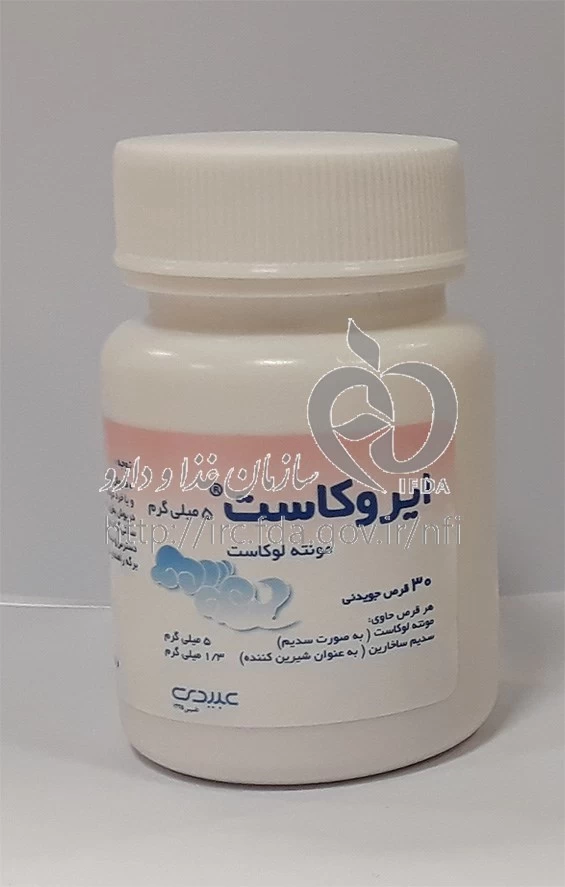 سازمان غذا و دارو
IFDA
http://irc.fda.gov.ir/nfi
ایروکاست® ۵ میلی گرم
مونته لوکاست
۳۰ قرص جویدنی
هر قرص حاوی:
مونته لوکاست ( به صورت سدیم) ۵ میلی گرم
سدیم ساخارین ( به عنوان شیرین کننده) ۱/۳ میلی گرم
عبیدی
توجه: